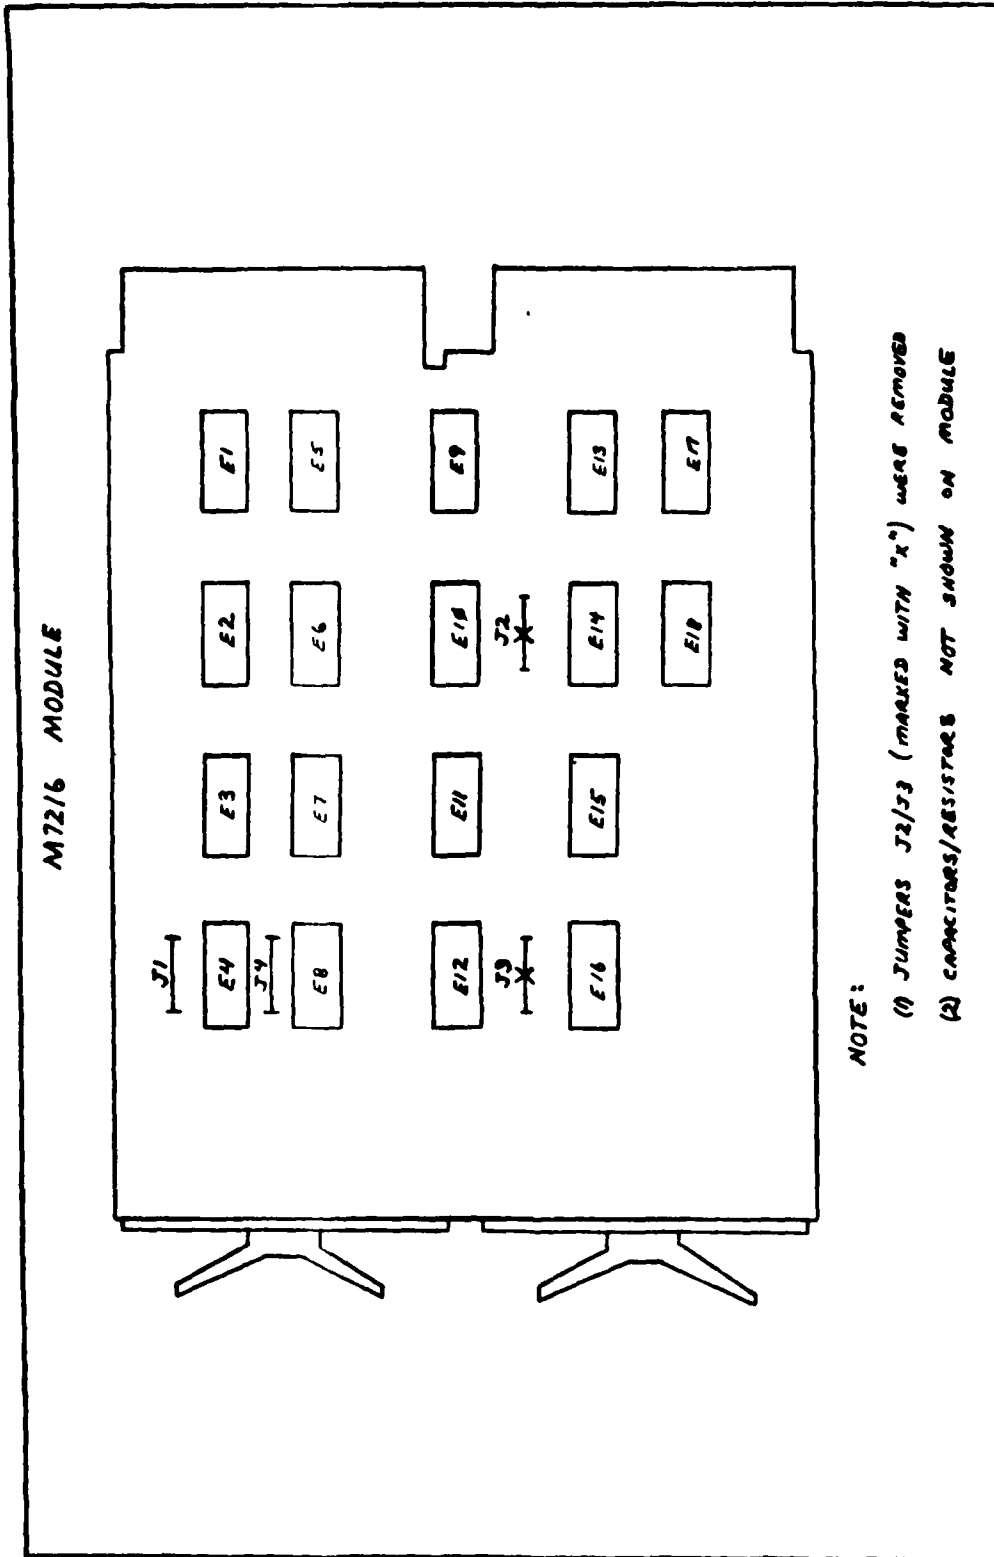 M7216 MODULE
J1
E4 E3 E2 E1
J4
E8 E7 E6 E5
E12 E11 E10 E9
J3 J2
E16 E15 E14 E13
E18 E17
NOTE:
(1) JUMPERS J2/J3 (MARKED WITH "X") WERE REMOVED
(2) CAPACITORS/RESISTORS NOT SHOWN ON MODULE